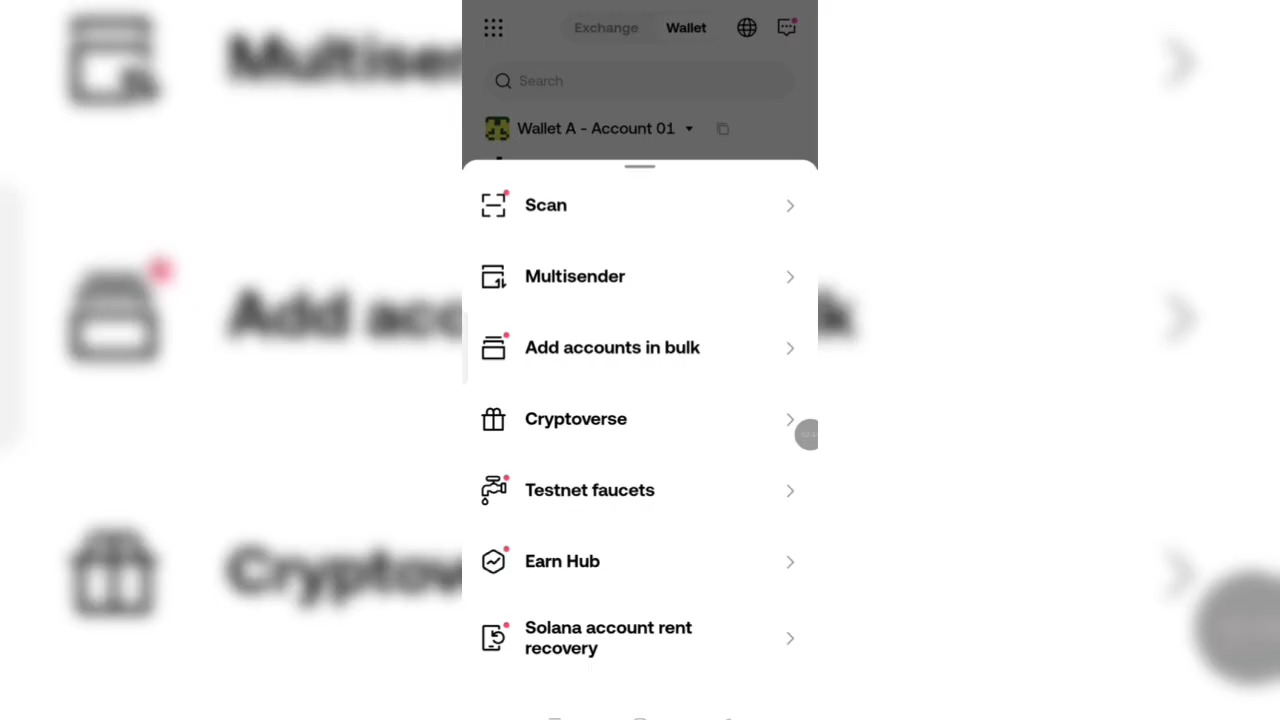 Exchange Wallet
Search
Wallet A - Account 01
Scan
Multisender
Add accounts in bulk
Cryptoverse
Testnet faucets
Earn Hub
Solana account rent
recovery